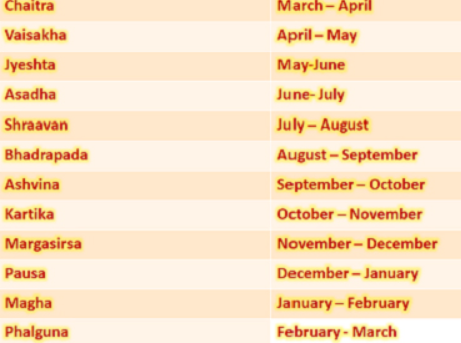 Chaitra March – April
Vaisakha April – May
Jyeshta May-June
Asadha June- July
Shraavan July – August
Bhadrapada August – September
Ashvina September – October
Kartika October – November
Margasirsa November – December
Pausa December – January
Magha January – February
Phalguna February - March